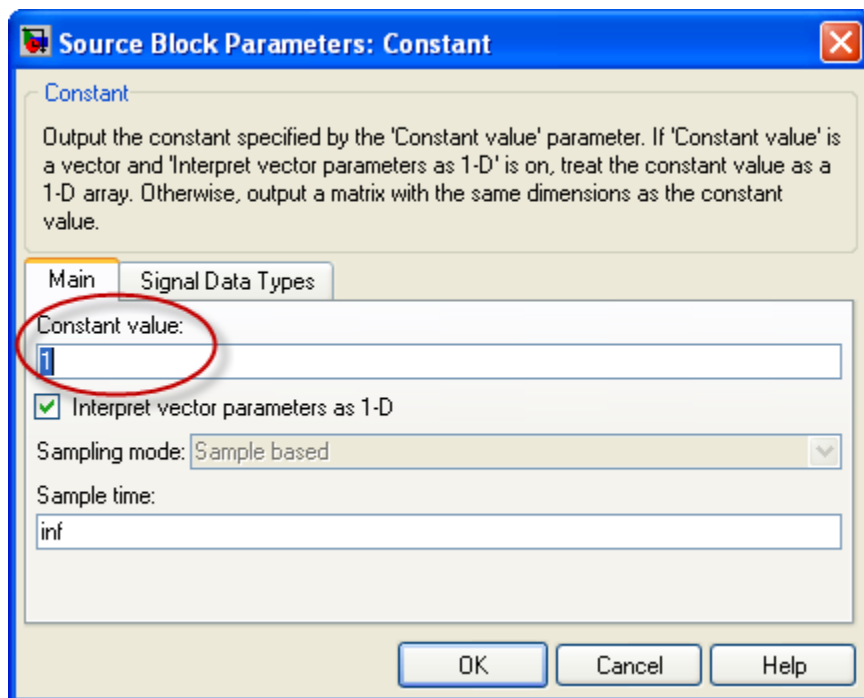 Source Block Parameters: Constant
Constant
Output the constant specified by the 'Constant value' parameter. If 'Constant value' is
a vector and 'Interpret vector parameters as 1-D' is on, treat the constant value as a
1-D array. Otherwise, output a matrix with the same dimensions as the constant
value.
Main Signal Data Types
Constant value:
1
Interpret vector parameters as 1-D
Sampling mode: Sample based
Sample time:
inf
OK Cancel Help